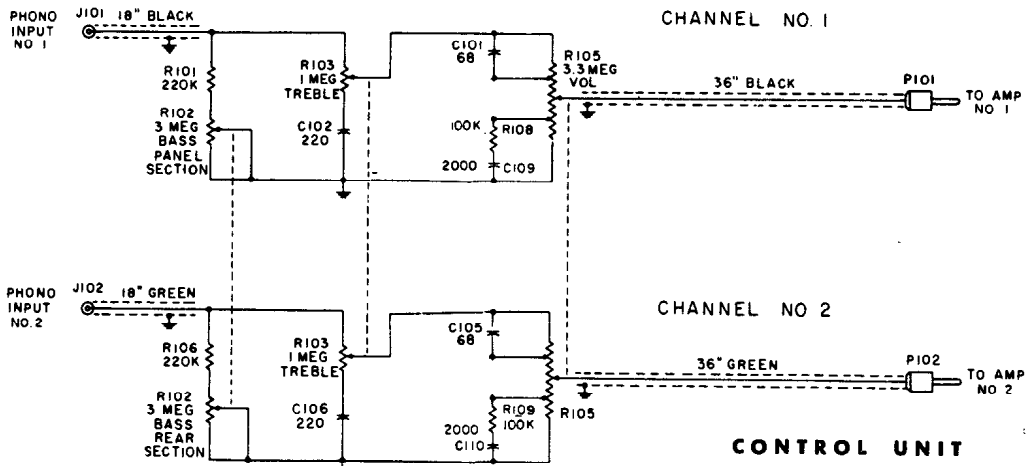 PHONO
INPUT
NO 1
J101
18" BLACK
CHANNEL NO. 1
R101
220K
R102
3 MEG
BASS
PANEL
SECTION
R103
1 MEG
TREBLE
C102
220
C101
68
R105
3.3 MEG
VOL
100K
R108
2000
C109
36" BLACK
P101
TO AMP
NO 1
PHONO
INPUT
NO. 2
J102
18" GREEN
CHANNEL NO 2
R106
220K
R102
3 MEG
BASS
REAR
SECTION
R103
1 MEG
TREBLE
C106
220
C105
68
R109
100K
2000
C110
R105
36" GREEN
P102
TO AMP
NO 2
CONTROL UNIT